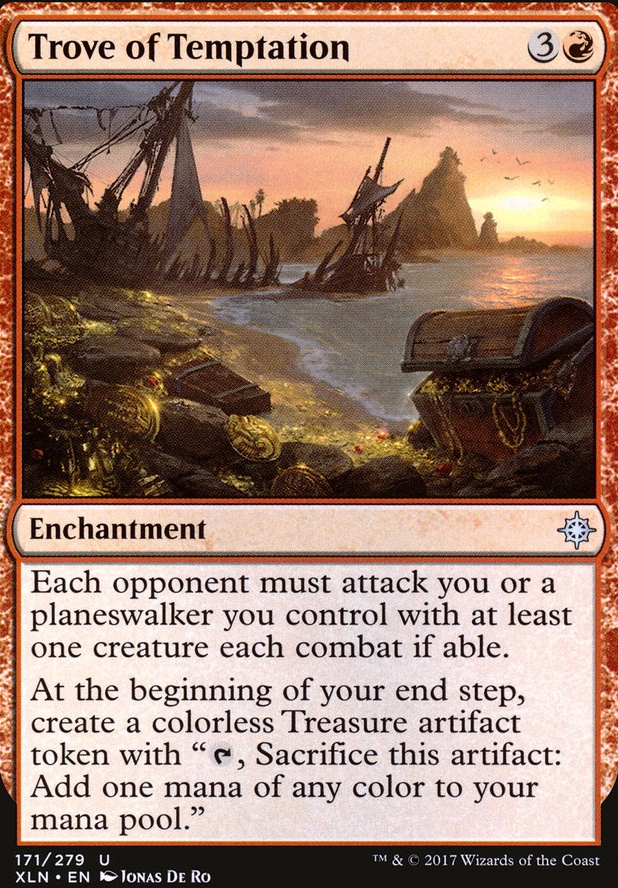 Trove of Temptation 3
Enchantment
Each opponent must attack you or a
planeswalker you control with at least
one creature each combat if able.
At the beginning of your end step,
create a colorless Treasure artifact
token with “, Sacrifice this artifact:
Add one mana of any color to your
mana pool.”
171/279 U
™ & © 2017 Wizards of the Coast
XLN • EN Jonas De Ro